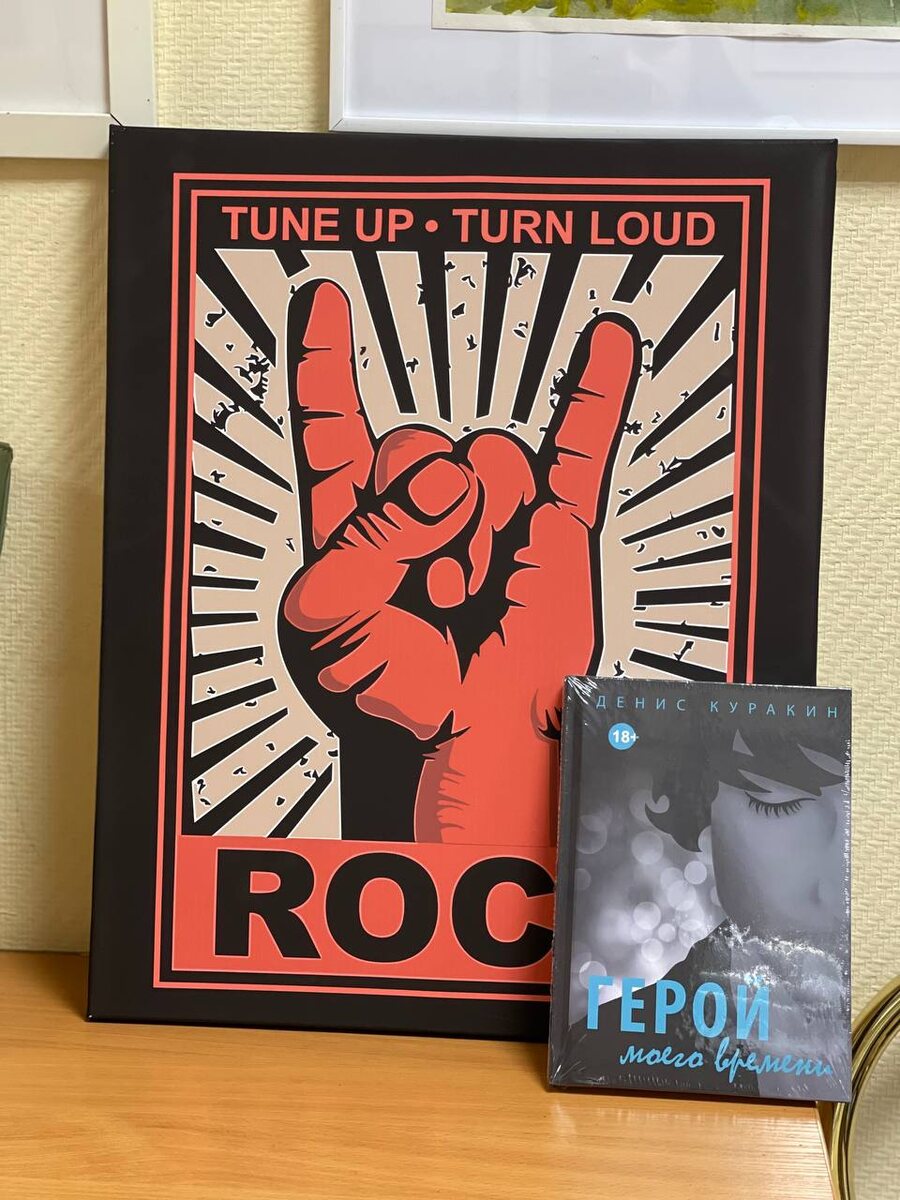 TUNE UP • TURN LOUD
ROC
ДЕНИС КУРАКИН
18+
ГЕРОЙ
моего времени